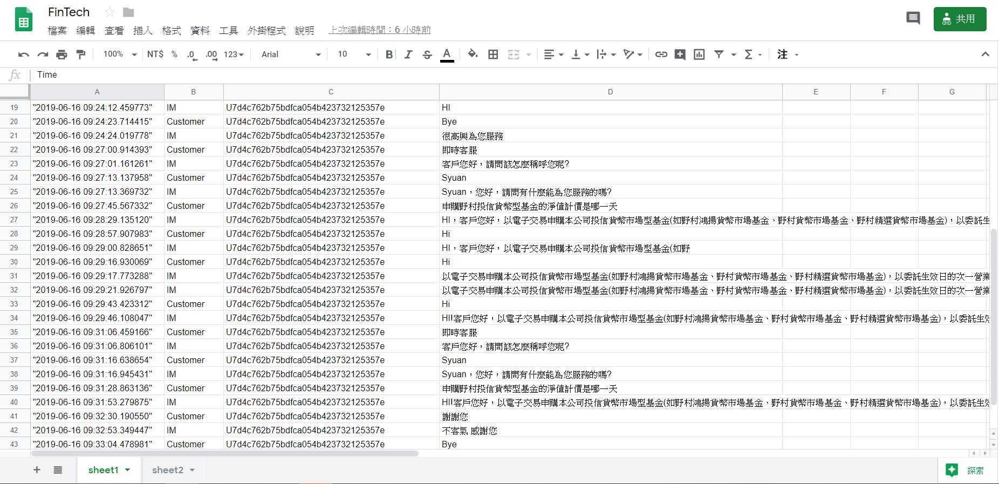 FinTech
檔案 編輯 查看 插入 格式 資料 工具 外掛程式 說明 上次編輯時間：6 小時前
共用
100% NT$ % .0 .00 123 Arial 10 B I S A Σ 注
fx Time
A B C D E F G
19 "2019-06-16 09:24:12.459773" IM U7d4c762b75bdfca054b423732125357e HI
20 "2019-06-16 09:24:23.714415" Customer U7d4c762b75bdfca054b423732125357e Bye
21 "2019-06-16 09:24:24.019778" IM U7d4c762b75bdfca054b423732125357e 很高興為您服務
22 "2019-06-16 09:27:00.914393" Customer U7d4c762b75bdfca054b423732125357e 即時客服
23 "2019-06-16 09:27:01.161261" IM U7d4c762b75bdfca054b423732125357e 客戶您好，請問該怎麼稱呼您呢?
24 "2019-06-16 09:27:13.137958" Customer U7d4c762b75bdfca054b423732125357e Syuan
25 "2019-06-16 09:27:13.369732" IM U7d4c762b75bdfca054b423732125357e Syuan，您好，請問有什麼能為您服務的嗎?
26 "2019-06-16 09:27:45.567332" Customer U7d4c762b75bdfca054b423732125357e 申購野村投信貨幣型基金的淨值計價是哪一天
27 "2019-06-16 09:28:29.135120" IM U7d4c762b75bdfca054b423732125357e HI，客戶您好，以電子交易申購本公司投信貨幣市場型基金(如野村鴻揚貨幣市場基金、野村貨幣市場基金、野村精選貨幣市場基金)，以委託生
28 "2019-06-16 09:28:57.907983" Customer U7d4c762b75bdfca054b423732125357e Hi
29 "2019-06-16 09:29:00.828651" IM U7d4c762b75bdfca054b423732125357e HI，客戶您好，以電子交易申購本公司投信貨幣市場型基金(如野
30 "2019-06-16 09:29:16.930069" Customer U7d4c762b75bdfca054b423732125357e Hi
31 "2019-06-16 09:29:17.773288" IM U7d4c762b75bdfca054b423732125357e 以電子交易申購本公司投信貨幣市場型基金(如野村鴻揚貨幣市場基金、野村貨幣市場基金、野村精選貨幣市場基金)，以委託生效日的次一營業
32 "2019-06-16 09:29:21.926797" IM U7d4c762b75bdfca054b423732125357e 以電子交易申購本公司投信貨幣市場型基金(如野村鴻揚貨幣市場基金、野村貨幣市場基金、野村精選貨幣市場基金)，以委託生效日的次一營業
33 "2019-06-16 09:29:43.423312" Customer U7d4c762b75bdfca054b423732125357e Hi
34 "2019-06-16 09:29:46.108047" IM U7d4c762b75bdfca054b423732125357e HI!客戶您好，以電子交易申購本公司投信貨幣市場型基金(如野村鴻揚貨幣市場基金、野村貨幣市場基金、野村精選貨幣市場基金)，以委託生效
35 "2019-06-16 09:31:06.459166" Customer U7d4c762b75bdfca054b423732125357e 即時客服
36 "2019-06-16 09:31:06.806101" IM U7d4c762b75bdfca054b423732125357e 客戶您好，請問該怎麼稱呼您呢?
37 "2019-06-16 09:31:16.638654" Customer U7d4c762b75bdfca054b423732125357e Syuan
38 "2019-06-16 09:31:16.945431" IM U7d4c762b75bdfca054b423732125357e Syuan，您好，請問有什麼能為您服務的嗎?
39 "2019-06-16 09:31:28.863136" Customer U7d4c762b75bdfca054b423732125357e 申購野村投信貨幣型基金的淨值計價是哪一天
40 "2019-06-16 09:31:53.279875" IM U7d4c762b75bdfca054b423732125357e HI!客戶您好，以電子交易申購本公司投信貨幣市場型基金(如野村鴻揚貨幣市場基金、野村貨幣市場基金、野村精選貨幣市場基金)，以委託生效
41 "2019-06-16 09:32:30.190550" Customer U7d4c762b75bdfca054b423732125357e 謝謝您
42 "2019-06-16 09:32:53.349447" IM U7d4c762b75bdfca054b423732125357e 不客氣 感謝您
43 "2019-06-16 09:33:04.478981" Customer U7d4c762b75bdfca054b423732125357e Bye
sheet1 sheet2 探索